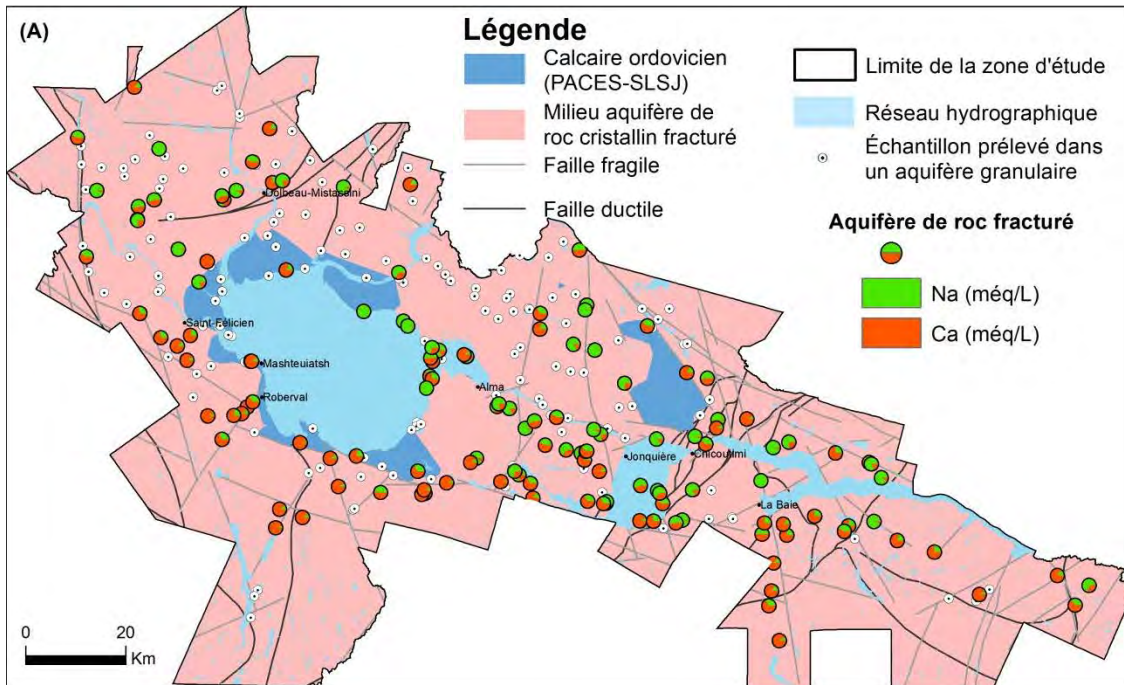 (A)
Légende
Calcaire ordovicien
(PACES-SLSJ)
Milieu aquifère de
roc cristallin fracturé
Faille fragile
Faille ductile
Limite de la zone d'étude
Réseau hydrographique
Échantillon prélevé dans
un aquifère granulaire
Aquifère de roc fracturé
Na (méq/L)
Ca (méq/L)
Dolbeau-Mistassini
Saint-Félicien
Mashteuiatsh
Roberval
Alma
Jonquière
Chicoutimi
La Baie
0 20
Km